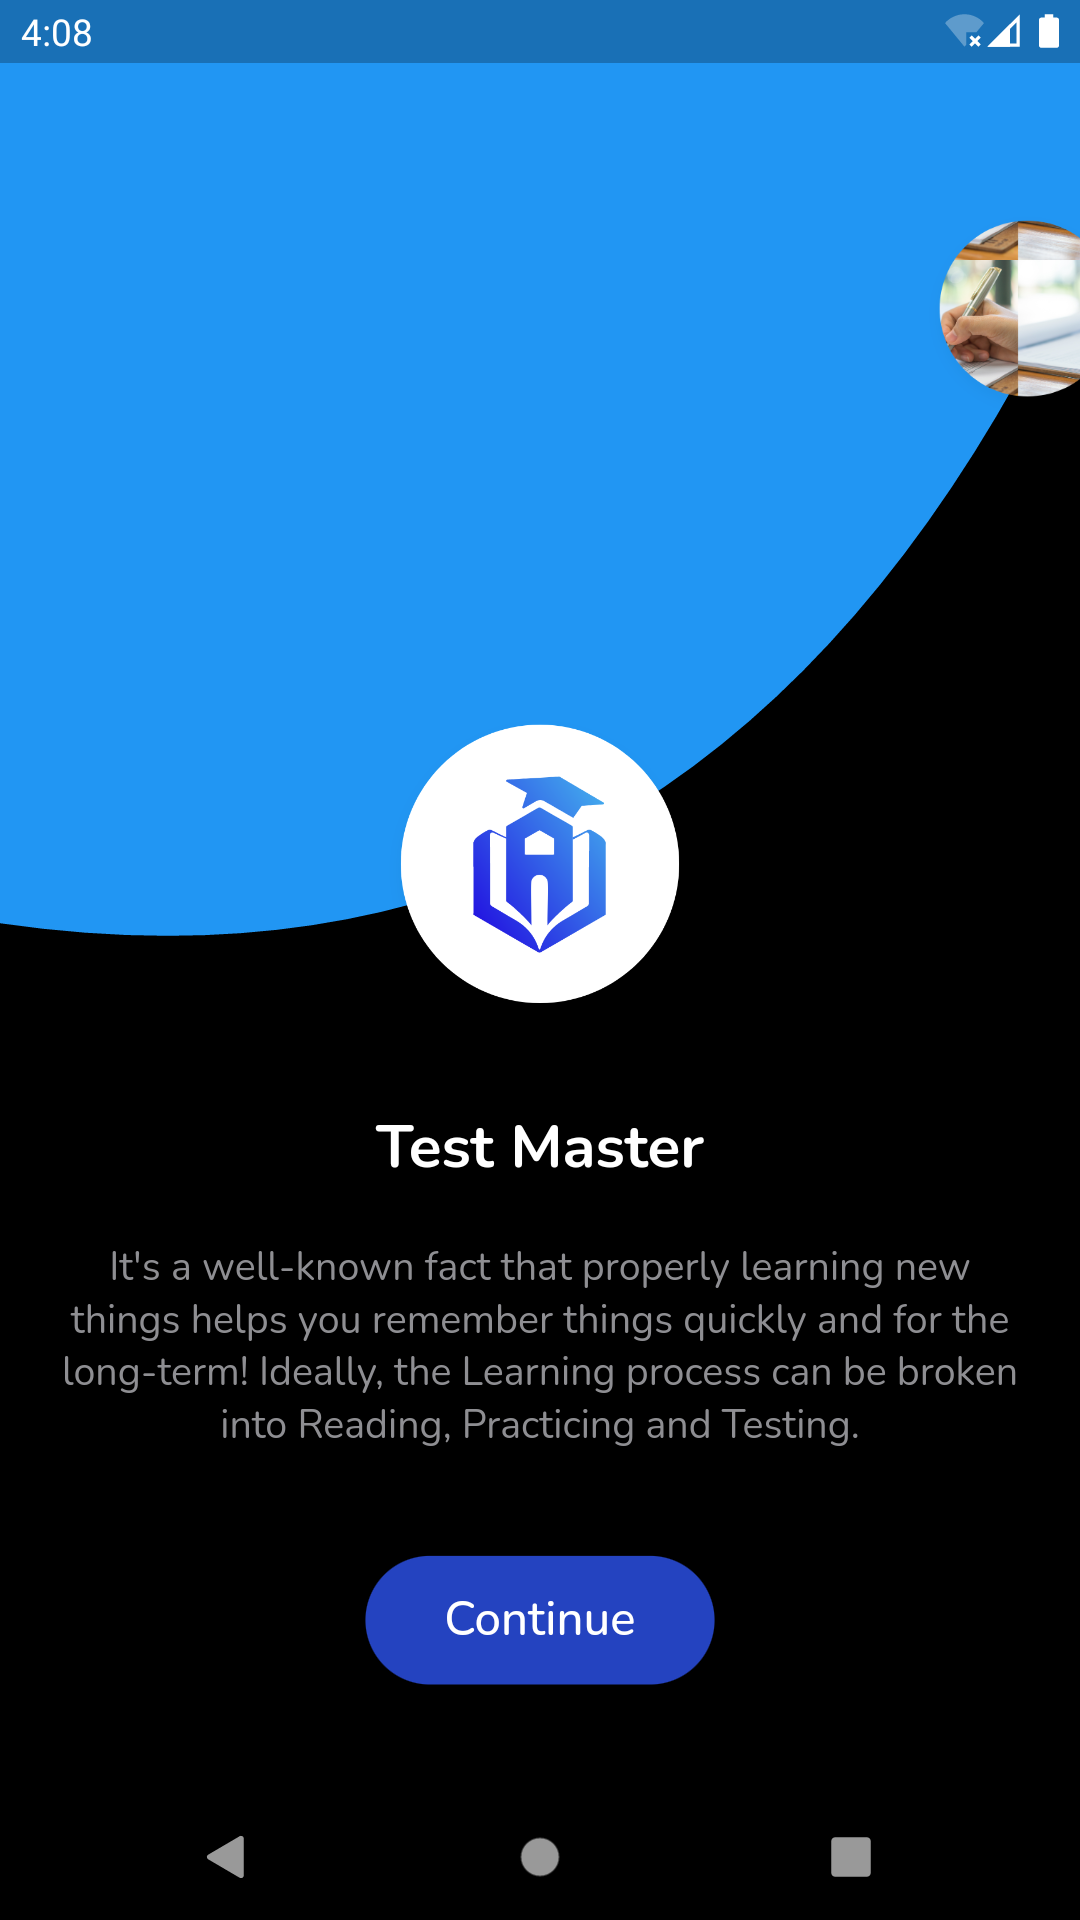 4:08
Test Master
It's a well-known fact that properly learning new
things helps you remember things quickly and for the
long-term! Ideally, the Learning process can be broken
into Reading, Practicing and Testing.
Continue